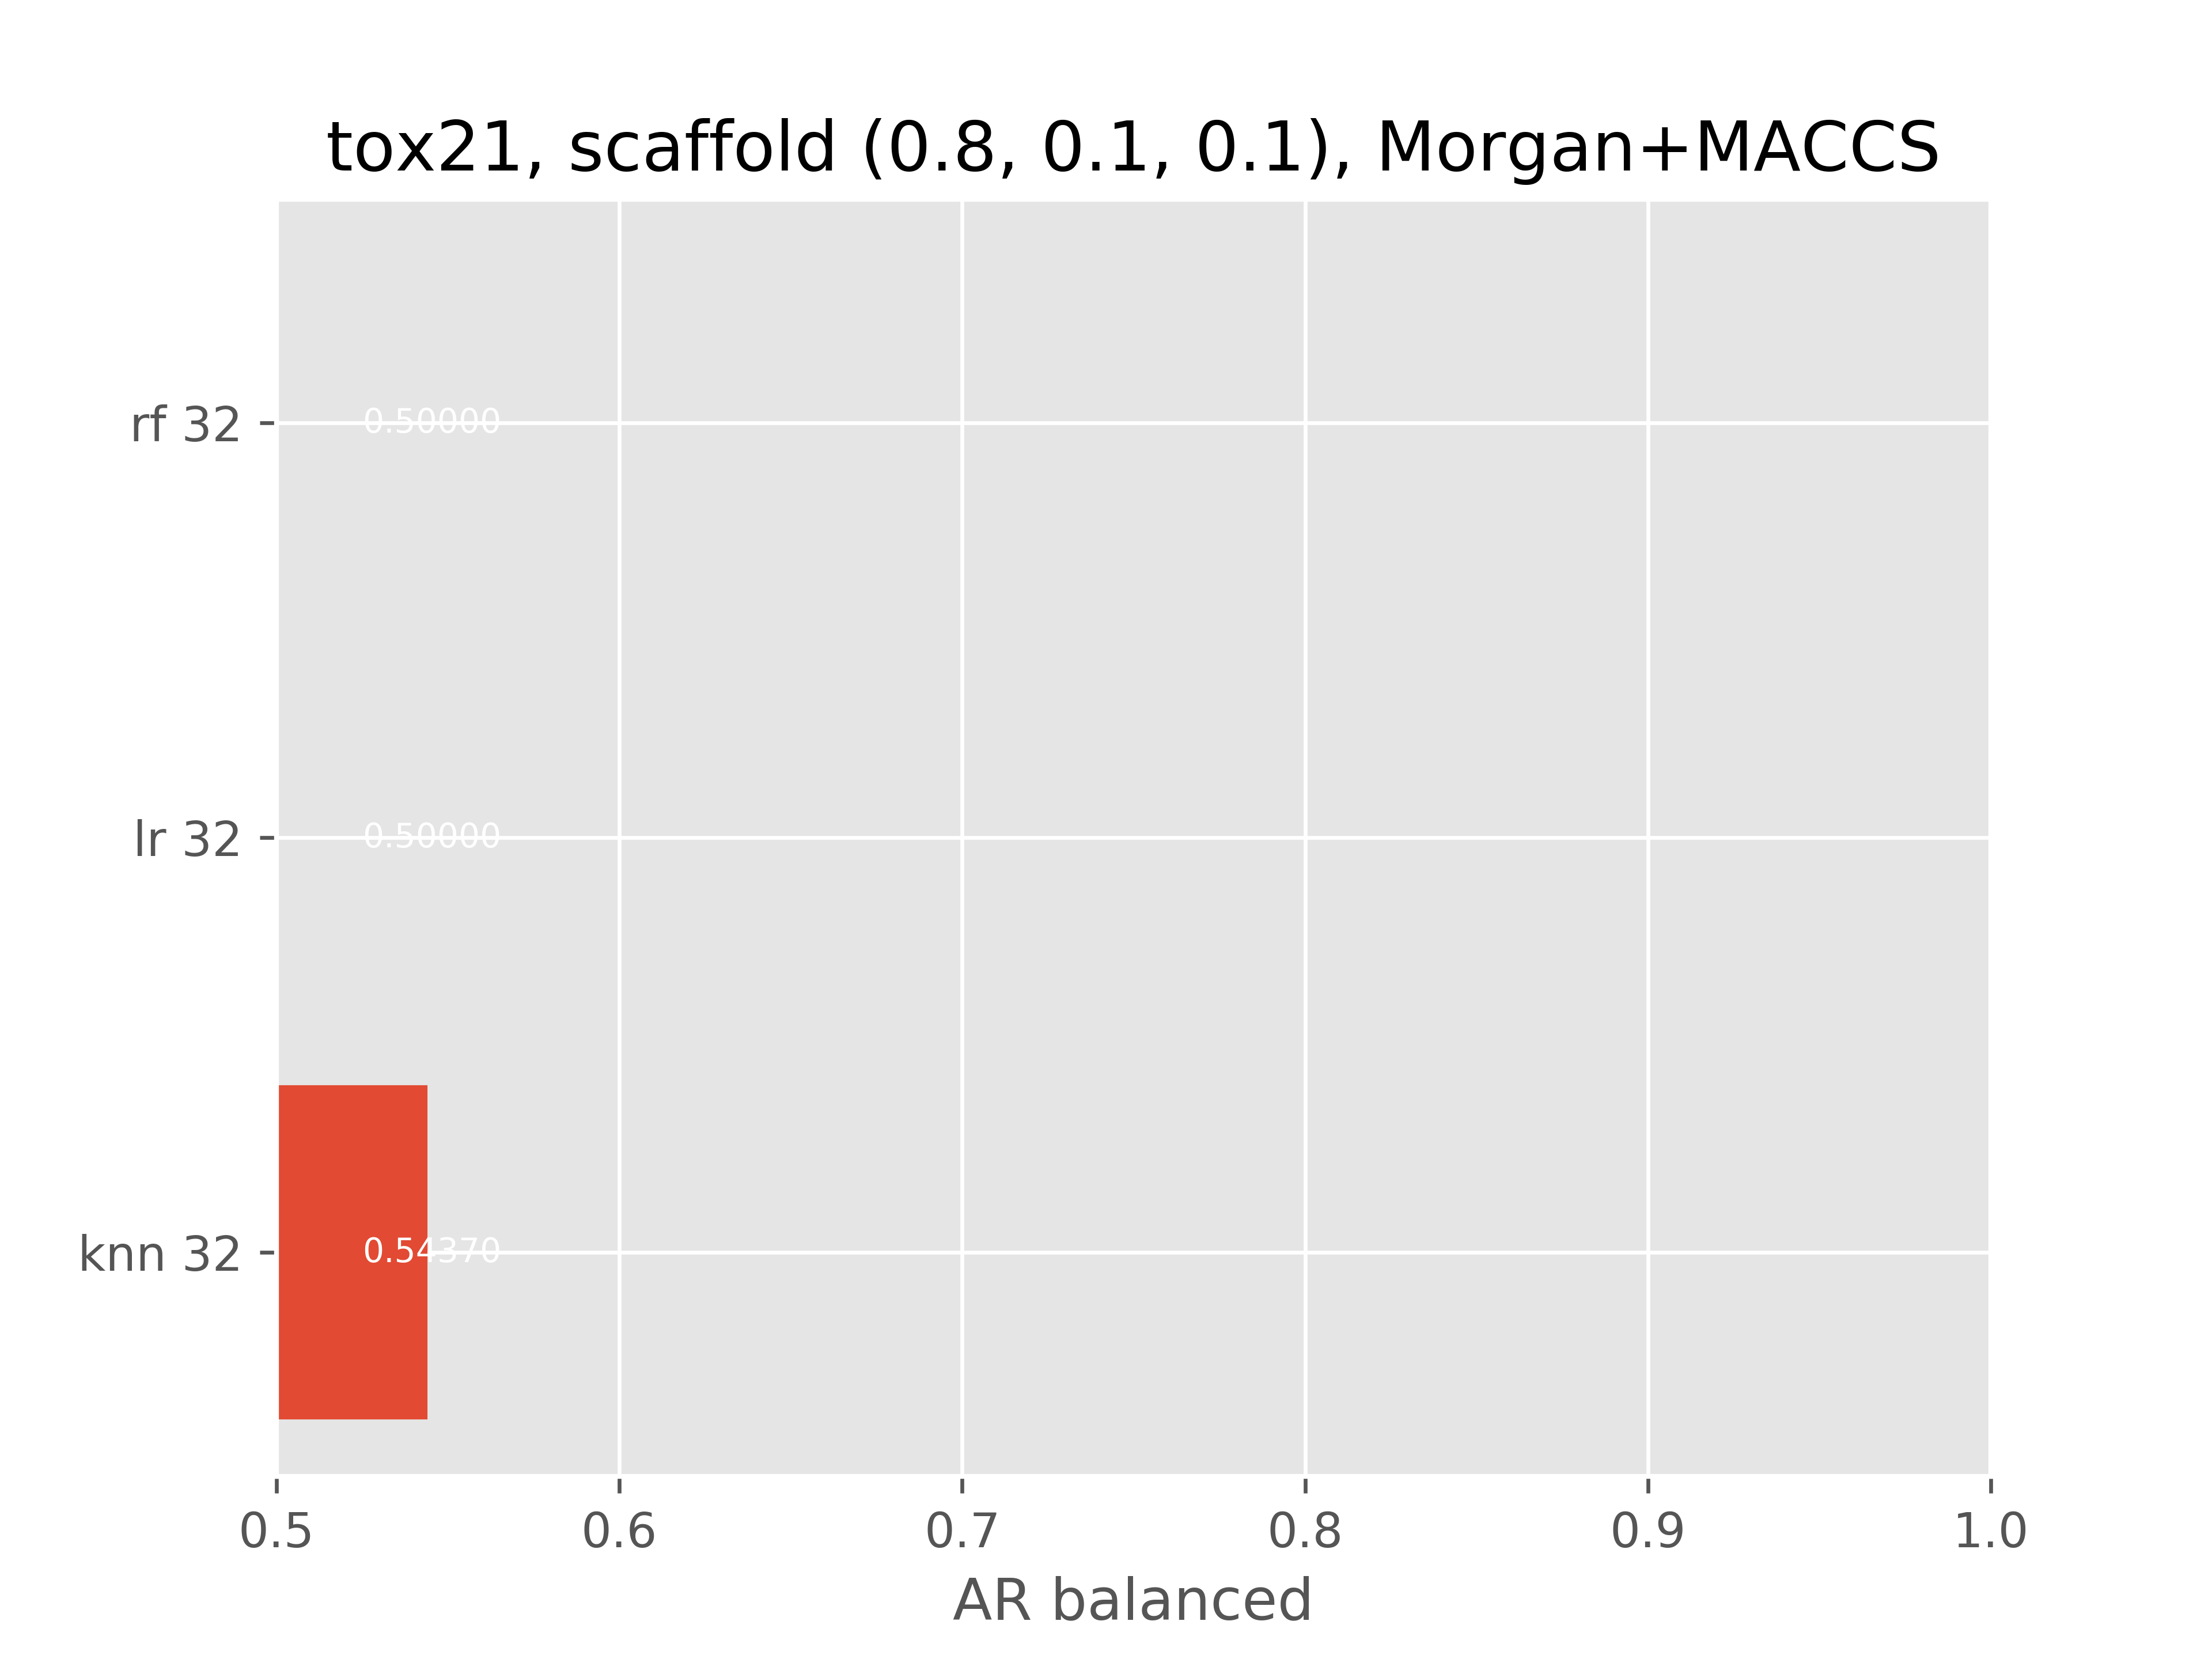 tox21, scaffold (0.8, 0.1, 0.1), Morgan+MACCS
rf 32
0.50000
lr 32
0.50000
knn 32
0.54370
0.5 0.6 0.7 0.8 0.9 1.0
AR balanced